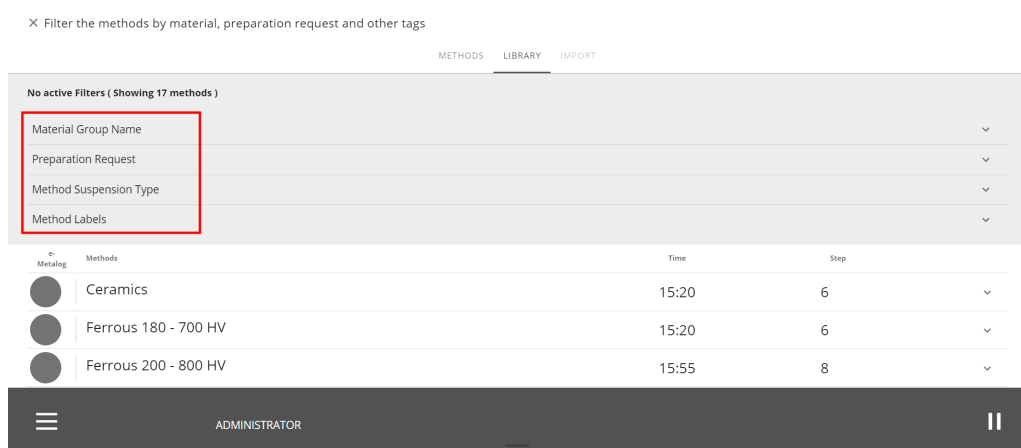 × Filter the methods by material, preparation request and other tags
METHODS LIBRARY IMPORT
No active Filters ( Showing 17 methods )
Material Group Name
Preparation Request
Method Suspension Type
Method Labels
e-
Metalog Methods Time Step
Ceramics 15:20 6
Ferrous 180 - 700 HV 15:20 6
Ferrous 200 - 800 HV 15:55 8
ADMINISTRATOR